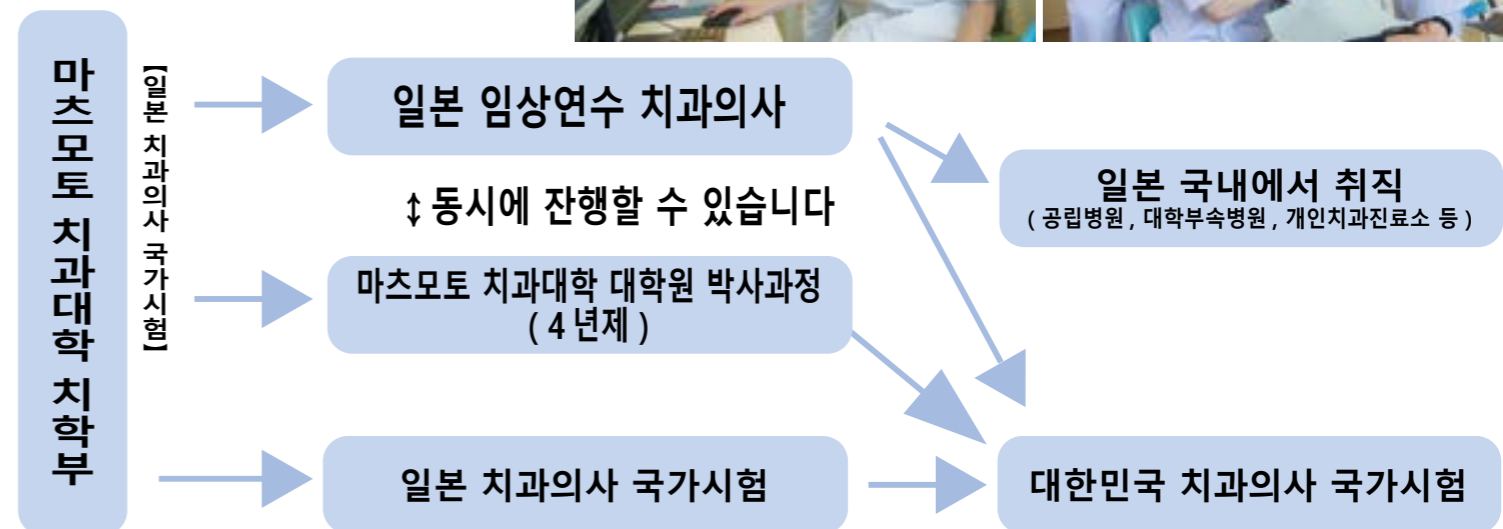 마츠모토 치과대학 치학부
【일본 치과의사 국가시험】
일본 임상연수 치과의사
↕ 동시에 잔행할 수 있습니다
마츠모토 치과대학 대학원 박사과정
( 4 년제 )
일본 치과의사 국가시험
일본 국내에서 취직
( 공립병원 , 대학부속병원 , 개인치과진료소 등 )
대한민국 치과의사 국가시험